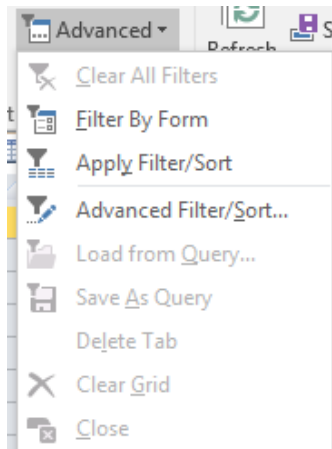 Advanced
Refresh
Clear All Filters
Filter By Form
Apply Filter/Sort
Advanced Filter/Sort...
Load from Query...
Save As Query
Delete Tab
Clear Grid
Close